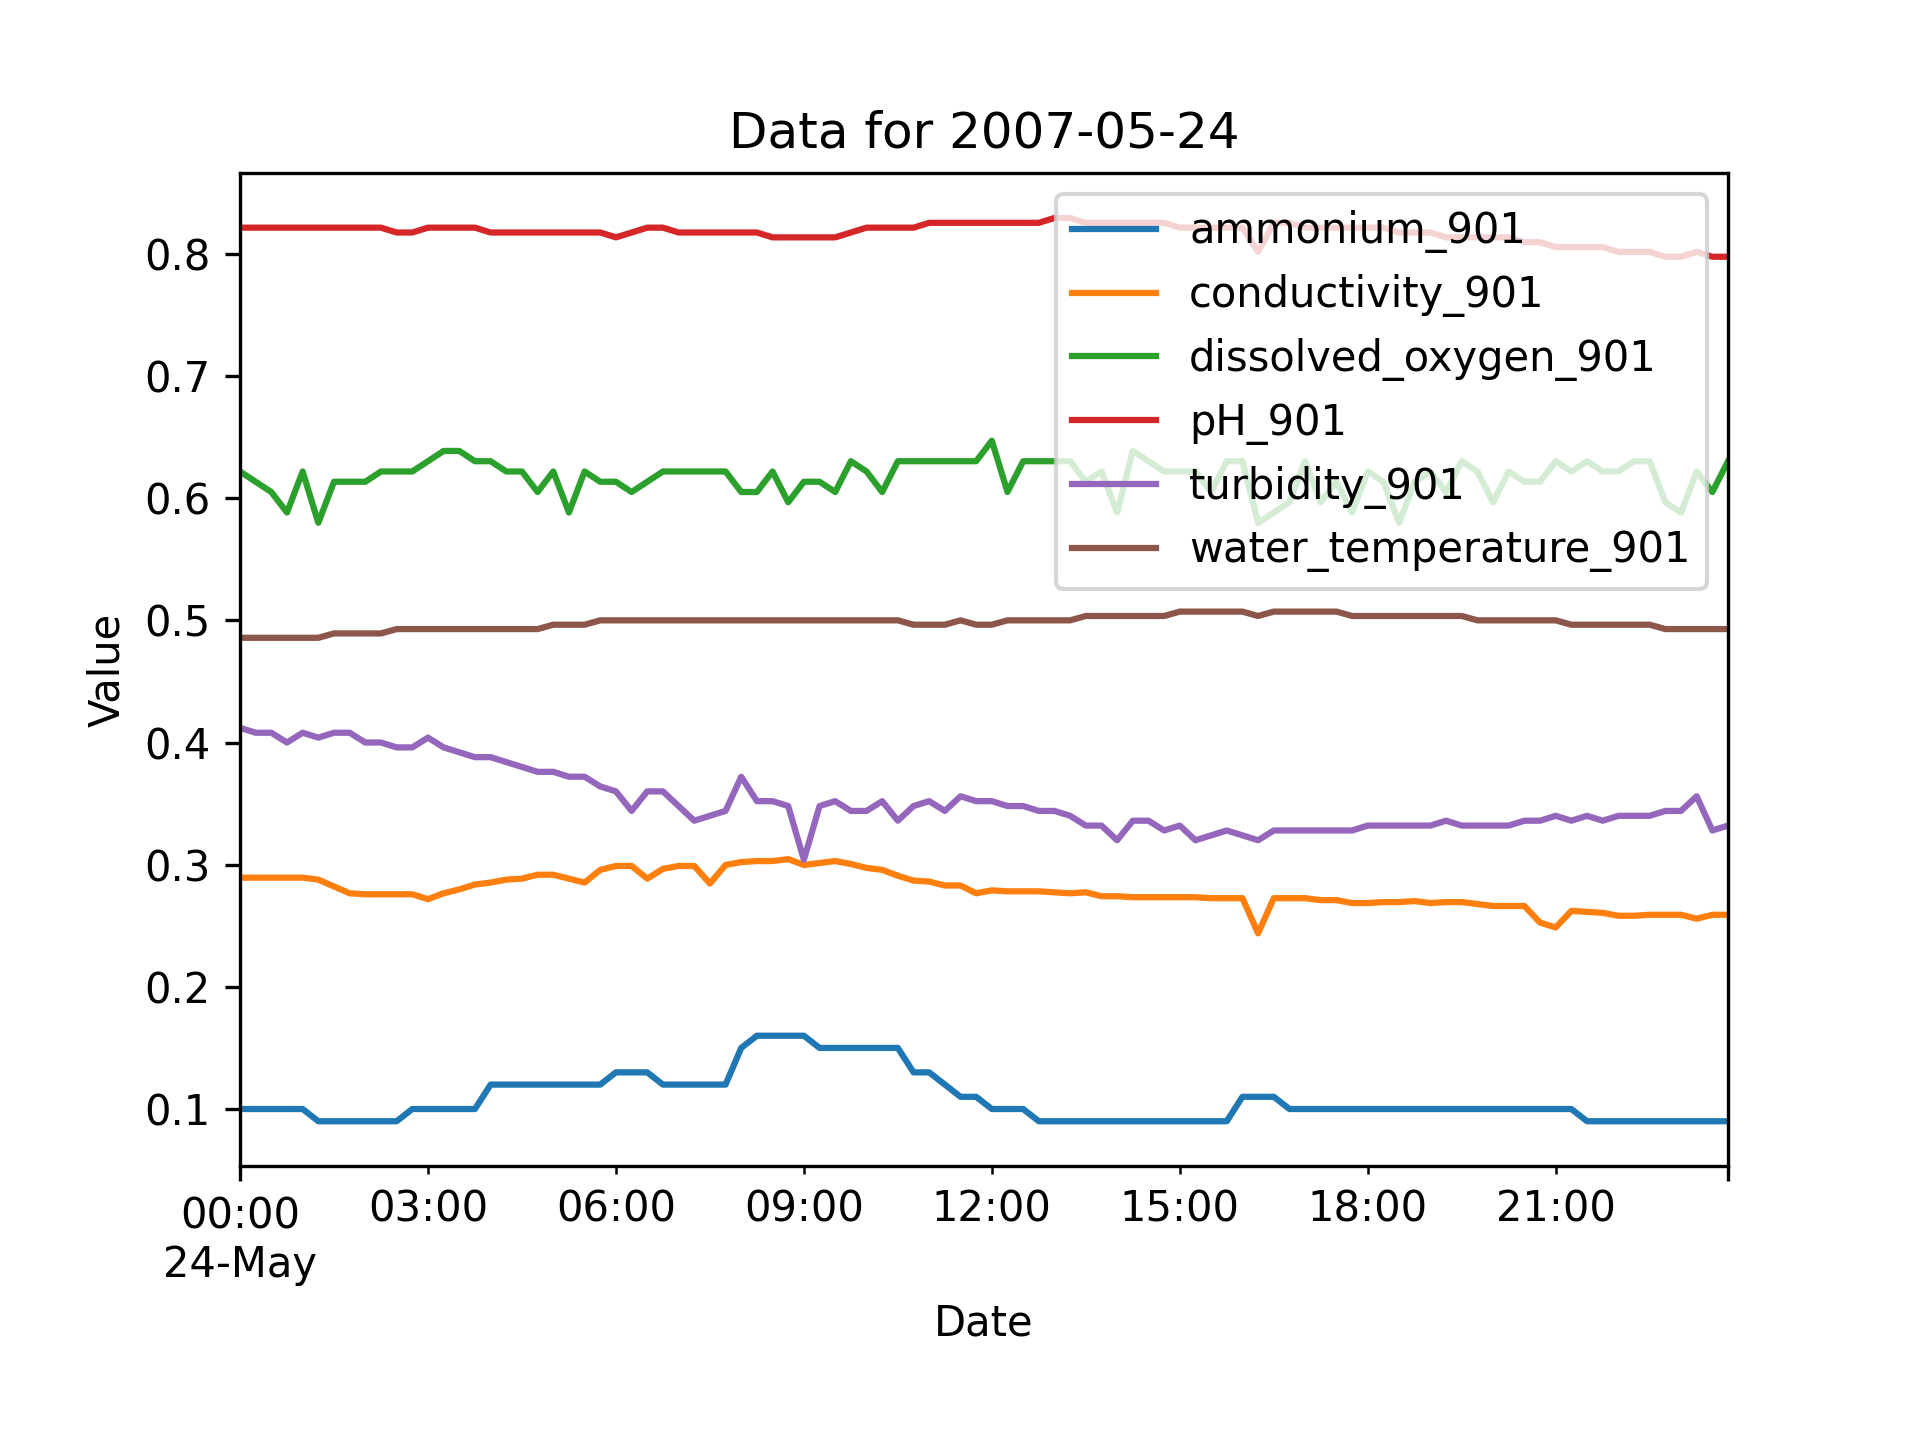 Data for 2007-05-24
ammonium_901
conductivity_901
dissolved_oxygen_901
pH_901
turbidity_901
water_temperature_901
Value
0.8
0.7
0.6
0.5
0.4
0.3
0.2
0.1
00:00 03:00 06:00 09:00 12:00 15:00 18:00 21:00
24-May
Date